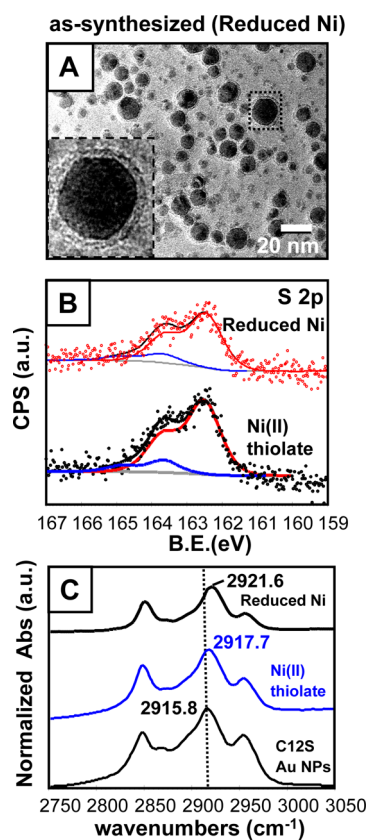 as-synthesized (Reduced Ni)
A
20 nm
B
S 2p
Reduced Ni
Ni(II)
thiolate
CPS (a.u.)
167 166 165 164 163 162 161 160 159
B.E.(eV)
C
2921.6
Reduced Ni
2917.7
Ni(II)
thiolate
2915.8
C12S
Au NPs
Normalized Abs (a.u.)
2750 2850 2900 2950 3040 3050
wavenumbers (cm-1)